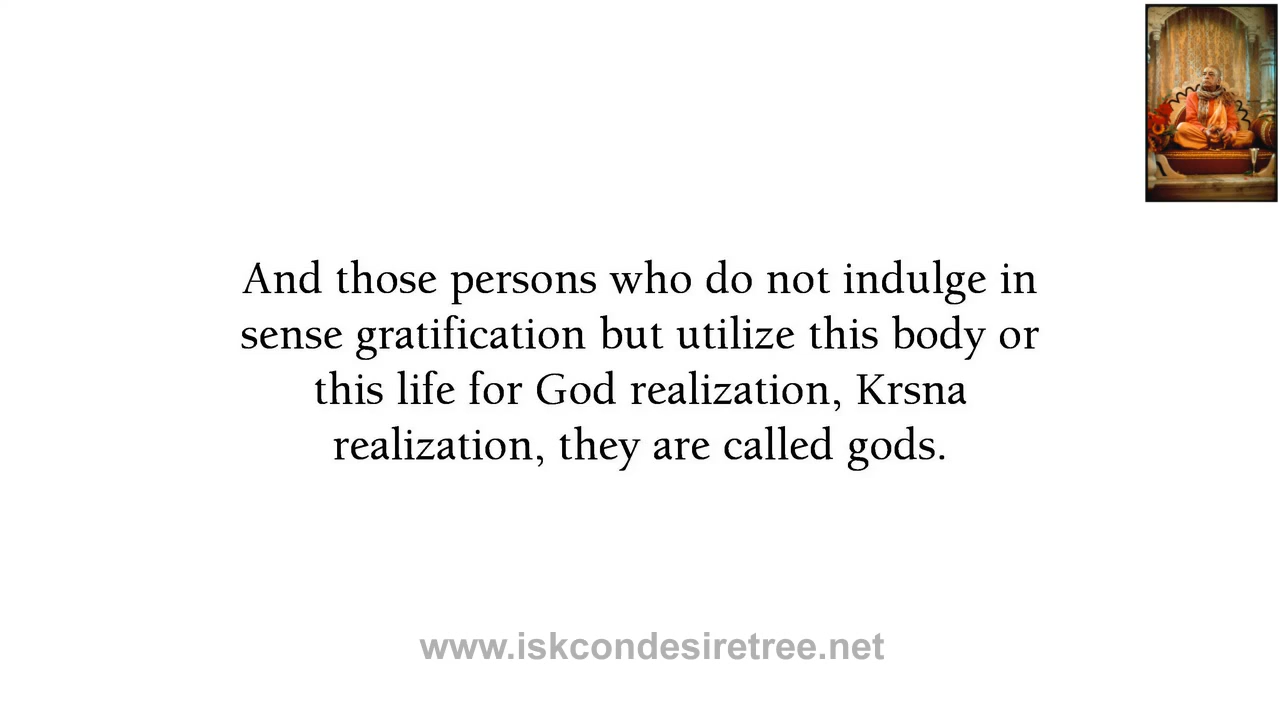 And those persons who do not indulge in
sense gratification but utilize this body or
this life for God realization, Krsna
realization, they are called gods.
www.iskcondesiretree.net